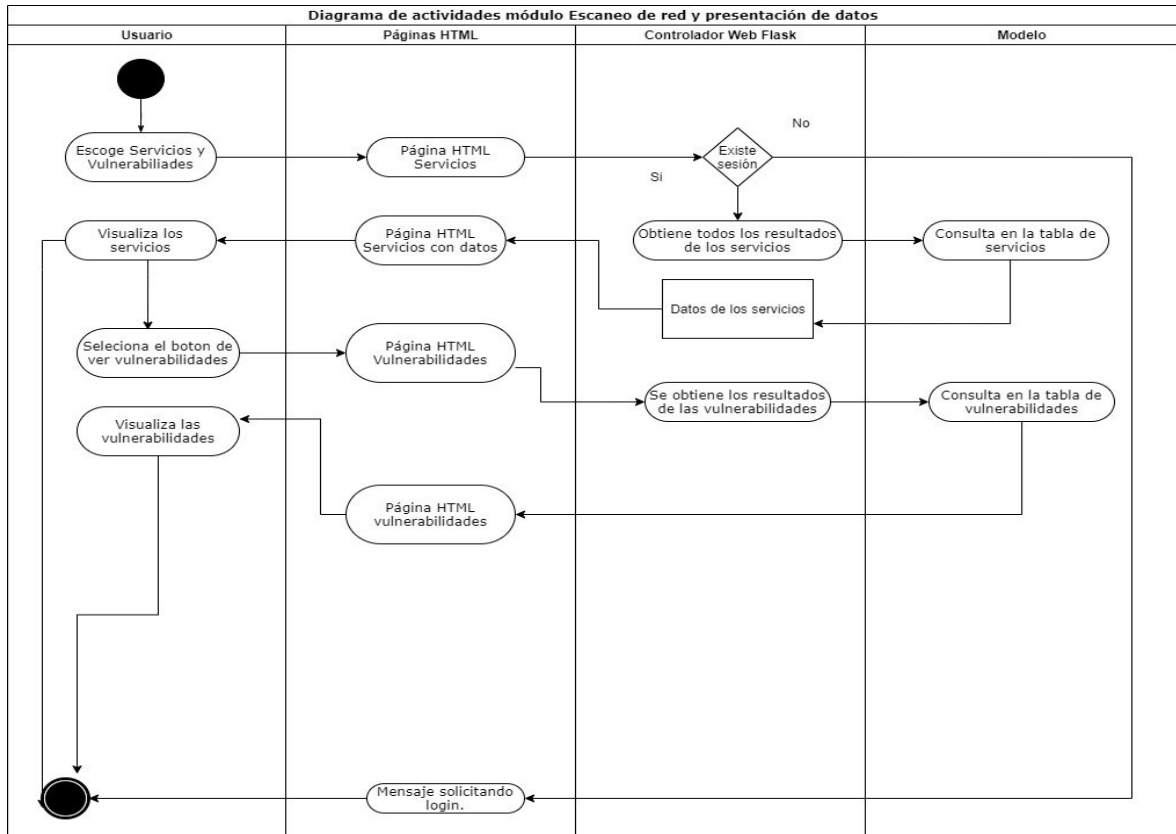 Diagrama de actividades módulo Escaneo de red y presentación de datos
Usuario
Páginas HTML
Controlador Web Flask
Modelo
Escoge Servicios y
Vulnerabiliades
Página HTML
Servicios
Existe
sesión
No
Si
Visualiza los
servicios
Página HTML
Servicios con datos
Obtiene todos los resultados
de los servicios
Consulta en la tabla de
servicios
Datos de los servicios
Seleciona el boton de
ver vulnerabilidades
Página HTML
Vulnerabilidades
Se obtiene los resultados
de las vulnerabilidades
Consulta en la tabla de
vulnerabilidades
Visualiza las
vulnerabilidades
Página HTML
vulnerabilidades
Mensaje solicitando
login.